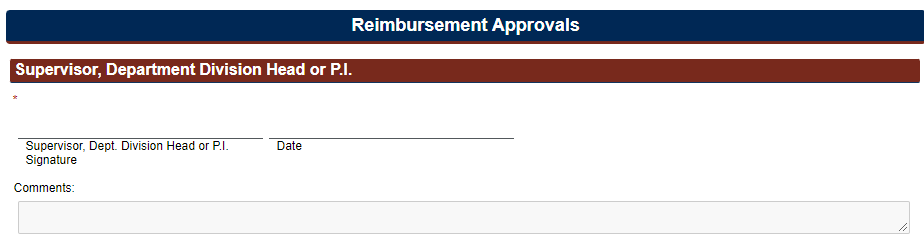 Reimbursement Approvals
Supervisor, Department Division Head or P.I.
*
Supervisor, Dept. Division Head or P.I. Date
Signature
Comments: